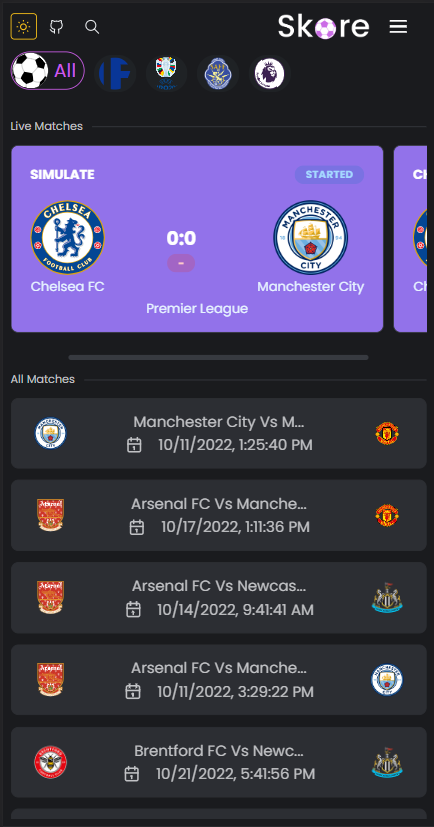 Skore
All
Live Matches
SIMULATE
STARTED
CHELSEA
FOOTBALL CLUB
0:0
-
MANCHESTER
CITY
18 94
Chelsea FC
Manchester City
Premier League
All Matches
Manchester City Vs M...
10/11/2022, 1:25:40 PM
Arsenal FC Vs Manche...
10/17/2022, 1:11:36 PM
Arsenal FC Vs Newcas...
10/14/2022, 9:41:41 AM
Arsenal FC Vs Manche...
10/11/2022, 3:29:22 PM
Brentford FC Vs Newc...
10/21/2022, 5:41:56 PM